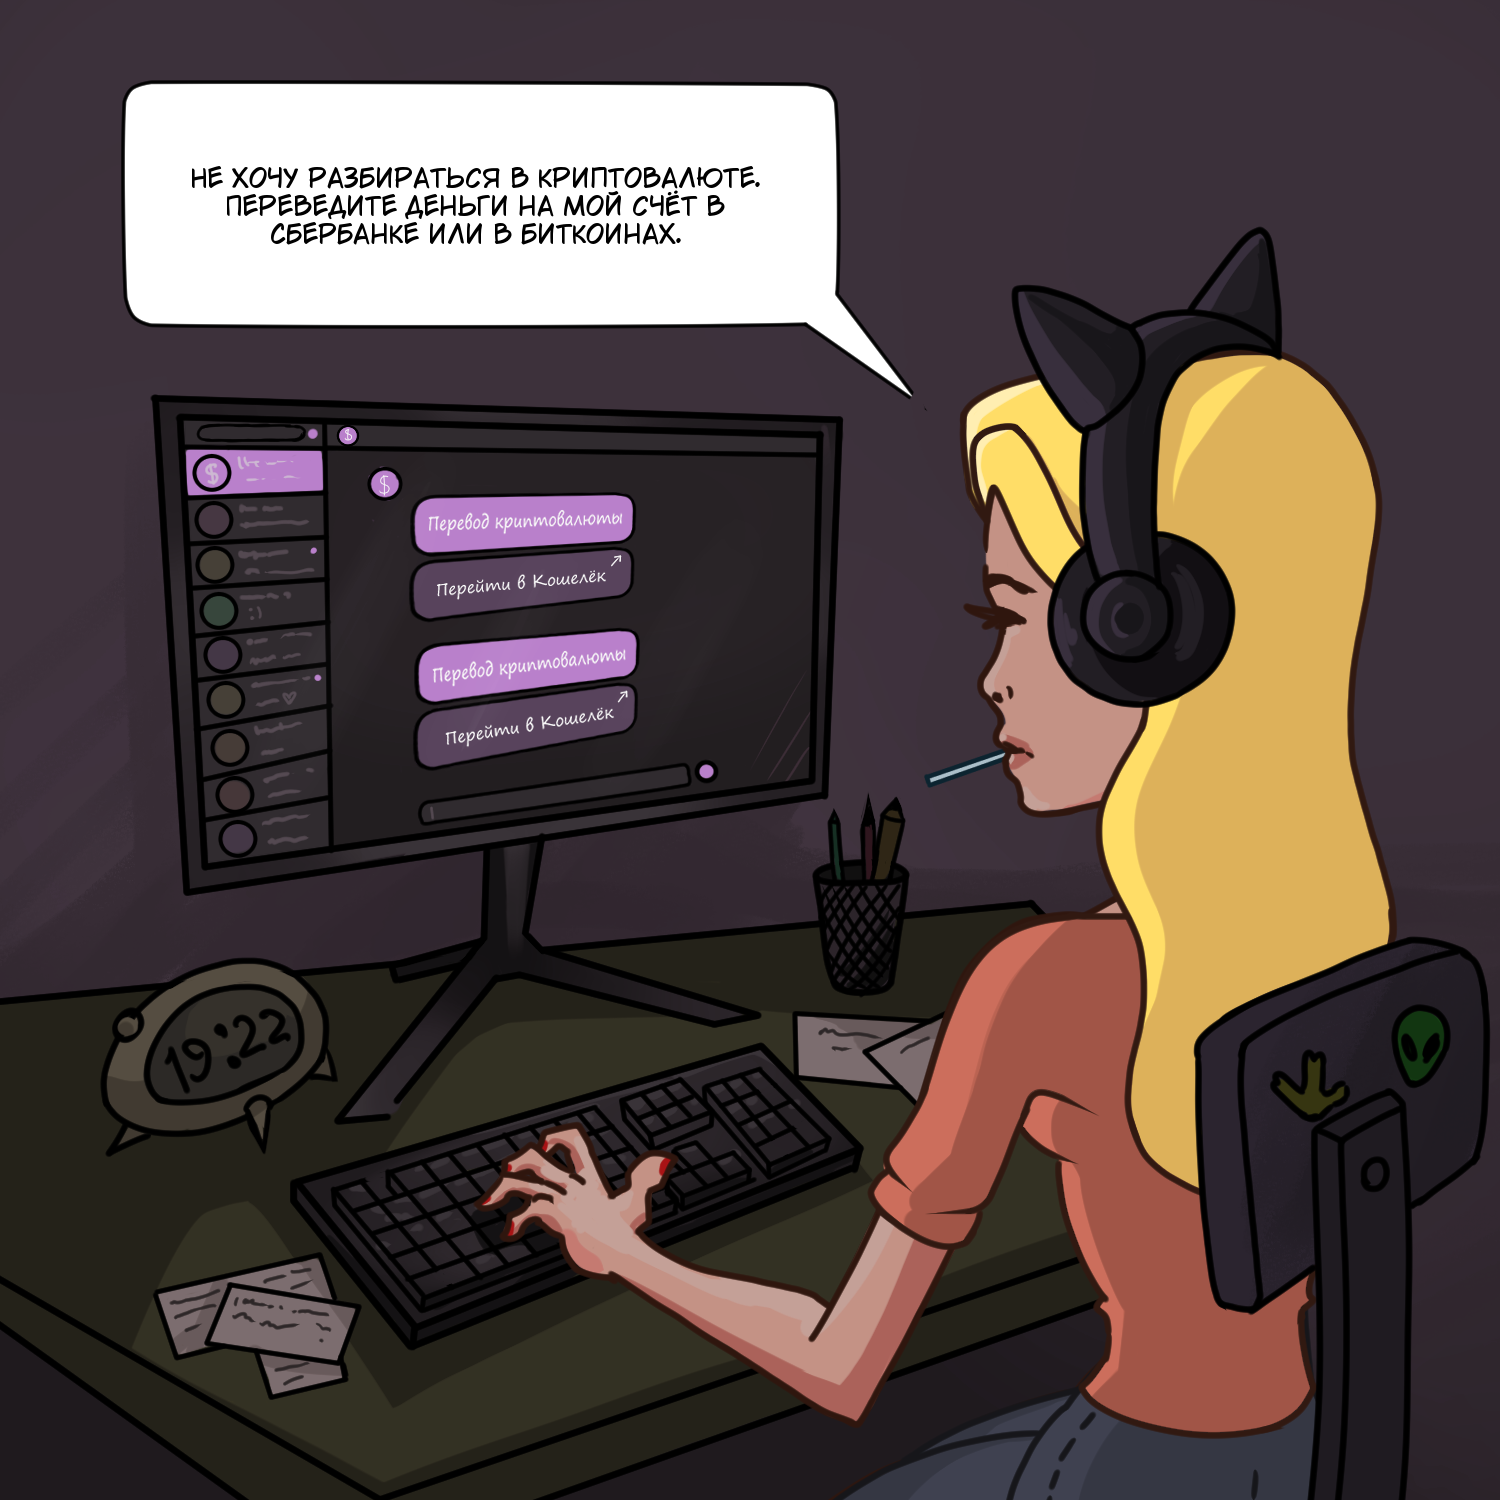 НЕ ХОЧУ РАЗБИРАТЬСЯ В КРИПТОВАЛЮТЕ.
ПЕРЕВЕДИТЕ ДЕНЬГИ НА МОЙ СЧЁТ В
СБЕРБАНКЕ ИЛИ В БИТКОИНАХ.
$
$
$
Перевод криптовалюты
Перейти в Кошелёк
Перевод криптовалюты
Перейти в Кошелёк
:)
19:22